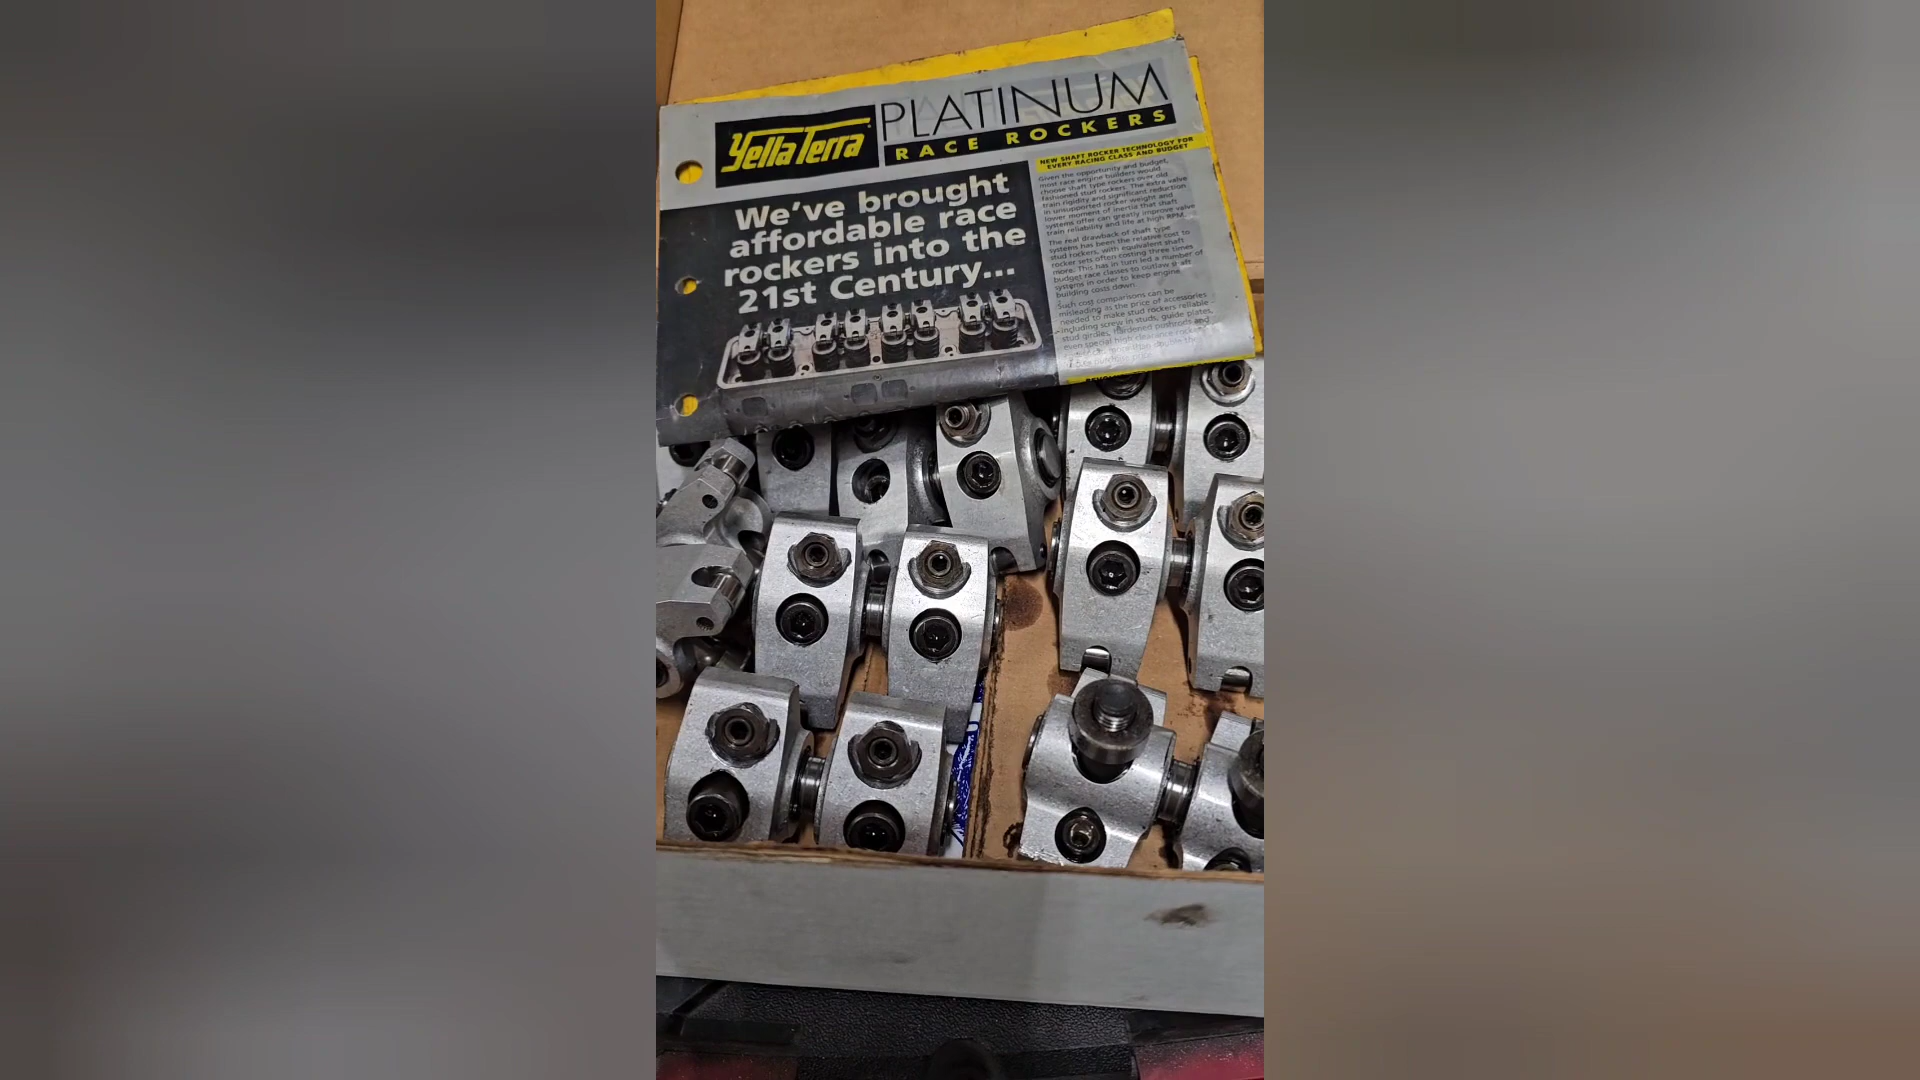 Yella Terra
PLATINUM
RACE ROCKERS
We've brought
affordable race
rockers into the
21st Century...
NEW SHAFT ROCKER TECHNOLOGY FOR
EVERY RACING CLASS AND BUDGET
Given the opportunity and budget,
most race engine builders would
choose shaft type rockers over old
fashioned stud rockers. The extra valve
train rigidity and significant reduction
in unsupported rocker weight and
lower moment of inertia that shaft
systems offer can greatly improve valve
train reliability and life at high RPM.
The real drawback of shaft type
systems has been the relative cost to
stud rockers, with equivalent shaft
rocker sets often costing three times
more. This has in turn led a number of
budget race classes to outlaw shaft
systems in order to keep engine
building costs down.
Such cost comparisons can be
misleading as the price of accessories
needed to make stud rockers reliable
including screw in studs, guide plates,
stud girdles, hardened pushrods and
even special high clearance rocker